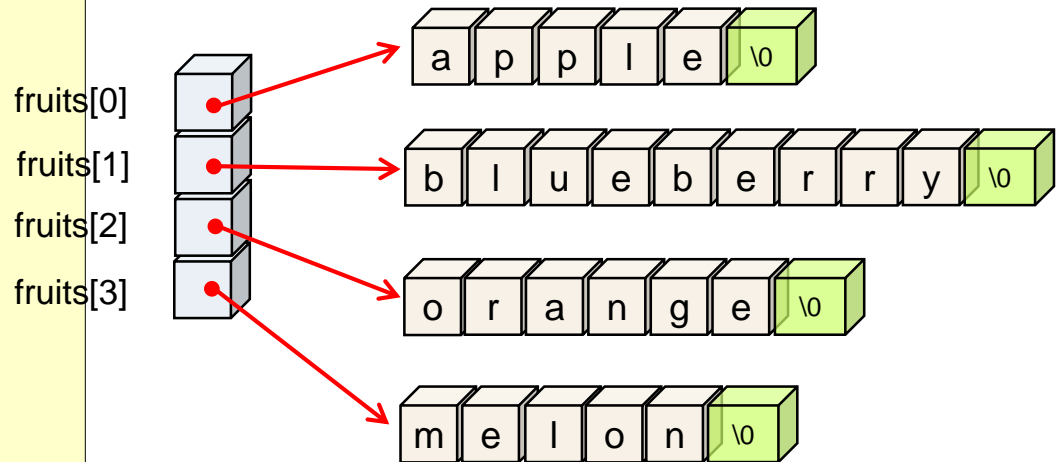 a p p l e \0
fruits[0]
fruits[1]
b l u e b e r r y \0
fruits[2]
fruits[3]
o r a n g e \0
m e l o n \0